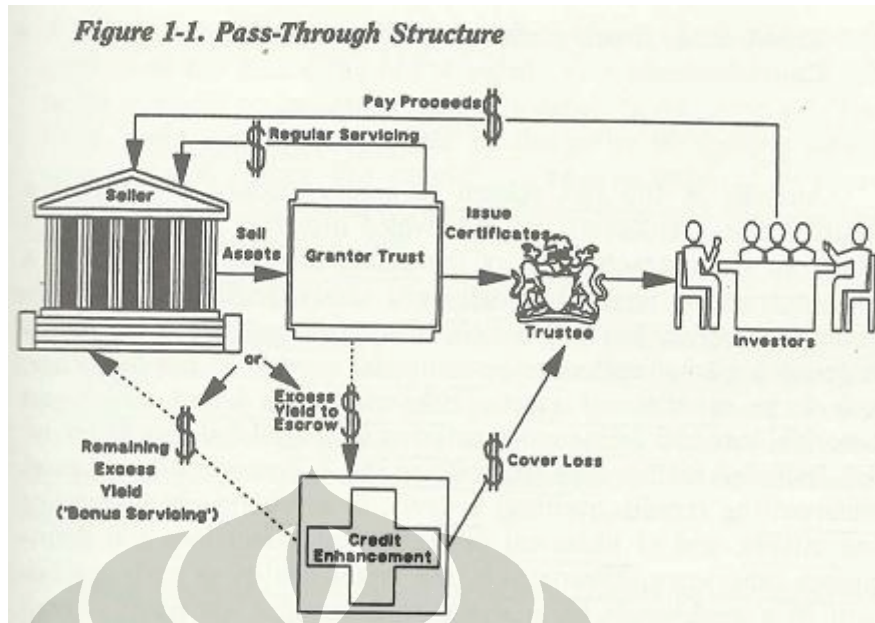 Figure 1-1. Pass-Through Structure
Pay Proceeds
$
Regular Servicing
$
Seller
Sell
Assets
Grantor Trust
Issue
Certificates
Trustee
Investors
or
Excess
Yield to
Escrow
$
$
Remaining
Excess
Yield
("Bonus Servicing")
$
Cover Loss
Credit
Enhancement